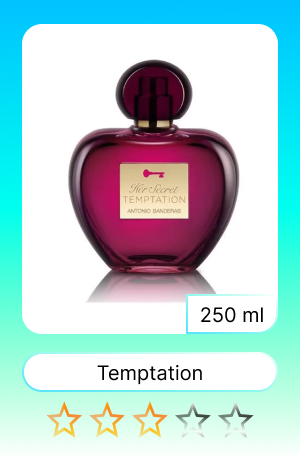 Her Secret
TEMPTATION
ANTONIO BANDERAS
250 ml
Temptation